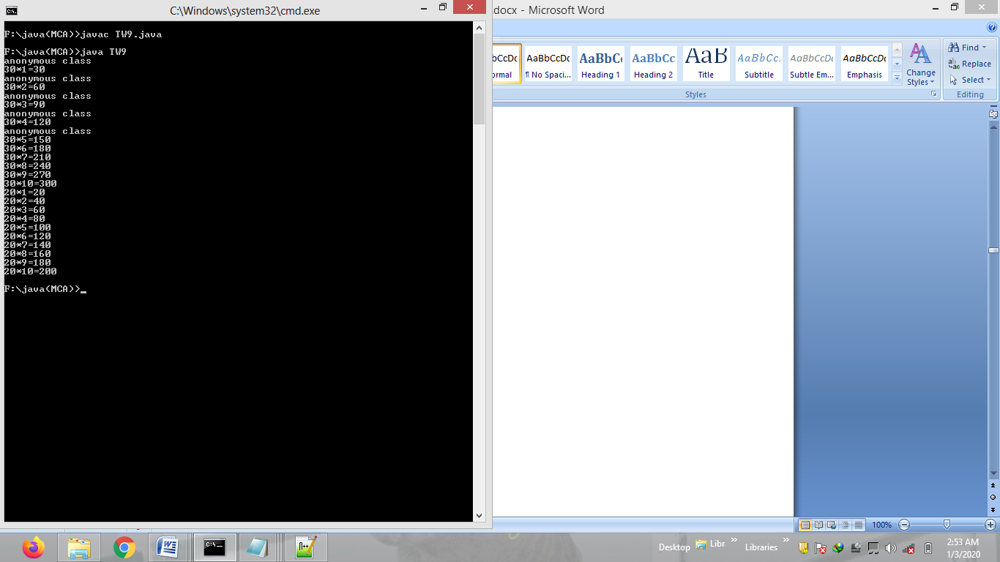 C:\Windows\system32\cmd.exe
F:\java(MCA)>javac TW9.java
F:\java(MCA)>java TW9
anonymous class
30*1=30
anonymous class
30*2=60
anonymous class
30*3=90
anonymous class
30*4=120
anonymous class
30*5=150
30*6=180
30*7=210
30*8=240
30*9=270
30*10=300
20*1=20
20*2=40
20*3=60
20*4=80
20*5=100
20*6=120
20*7=140
20*8=160
20*9=180
20*10=200
F:\java(MCA)>_
.docx - Microsoft Word
bCcDc AaBbCcDc AaBbC AaBbCc AaB AaBbCc. AaBbCcDc AaBbCcDc
ormal ¶ No Spaci... Heading 1 Heading 2 Title Subtitle Subtle Em... Emphasis
Change
Styles
Styles
Find
Replace
Select
Editing
100%
Desktop Libr » Libraries »
2:53 AM
1/3/2020